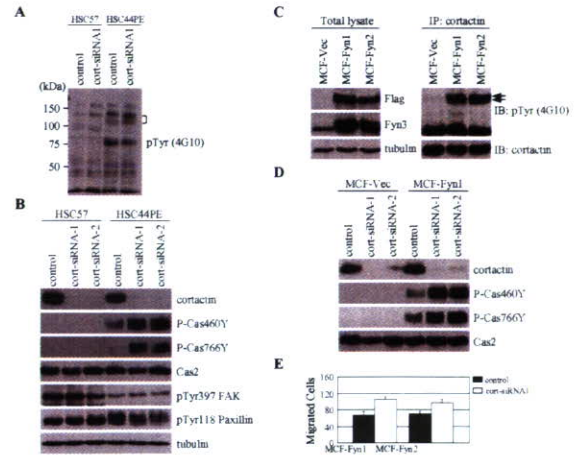 A
HSC57 HSC44PE
control
cort-siRNA1
control
cort-siRNA1
(kDa)
150
100
75
50
pTyr (4G10)
B
HSC57 HSC44PE
control
cort-siRNA-1
cort-siRNA-2
control
cort-siRNA-1
cort-siRNA-2
cortactin
P-Cas460Y
P-Cas766Y
Cas2
pTyr397 FAK
pTyr118 Paxillin
tubulin
C
Total lysate
MCF-Vec
MCF-Fyn1
MCF-Fyn2
Flag
Fyn3
tubulin
IP: cortactin
MCF-Vec
MCF-Fyn1
MCF-Fyn2
IB: pTyr (4G10)
IB: cortactin
D
MCF-Vec MCF-Fyn1
control
cort-siRNA-1
cort-siRNA-2
control
cort-siRNA-1
cort-siRNA-2
cortactin
P-Cas460Y
P-Cas766Y
Cas2
E
Migrated Cells
160
120
80
40
0
control
cort-siRNA1
MCF-Fyn1 MCF-Fyn2